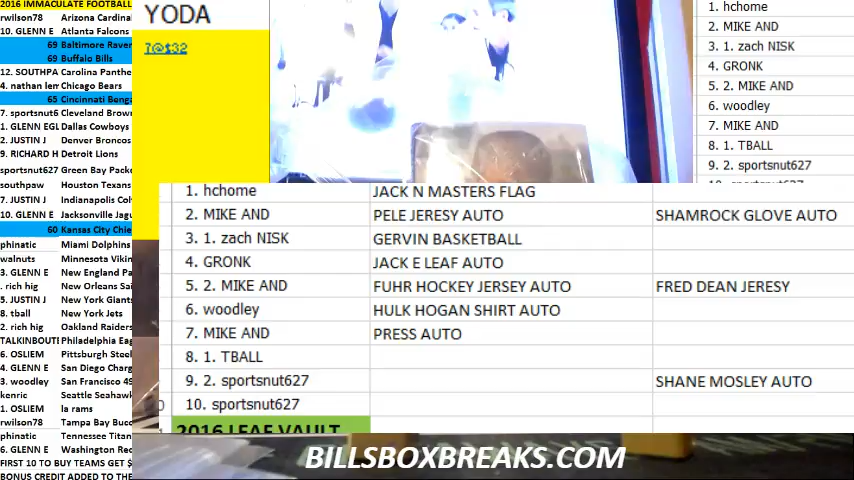 2016 IMMACULATE FOOTBALL
rwilson78 Arizona Cardinal
10. GLENN E Atlanta Falcons
69 Baltimore Raven
69 Buffalo Bills
12. SOUTHPA Carolina Panthe
4. nathan len Chicago Bears
65 Cincinnati Benga
7. sportsnut6 Cleveland Brown
1. GLENN EGL Dallas Cowboys
2. JUSTIN J Denver Broncos
9. RICHARD H Detroit Lions
sportsnut627 Green Bay Packe
southpaw Houston Texans
7. JUSTIN J Indianapolis Col
10. GLENN E Jacksonville Jagu
60 Kansas City Chie
phinatic Miami Dolphins
walnuts Minnesota Vikin
3. GLENN E New England Pa
. rich hig New Orleans Sai
5. JUSTIN J New York Giants
8. tball New York Jets
2. rich hig Oakland Raiders
TALKINBOUTI Philadelphia Eag
6. OSLIEM Pittsburgh Steel
4. GLENN E San Diego Charg
3. woodley San Francisco 49
kenric Seattle Seahawk
1. OSLIEM la rams
rwilson78 Tampa Bay Bucc
phinatic Tennessee Titan
6. GLENN E Washington Red
FIRST 10 TO BUY TEAMS GET $
BONUS CREDIT ADDED TO THE
YODA
7@132
1. hchome
2. MIKE AND
3. 1. zach NISK
4. GRONK
5. 2. MIKE AND
6. woodley
7. MIKE AND
8. 1. TBALL
9. 2. sportsnut627
1. hchome JACK N MASTERS FLAG
2. MIKE AND PELE JERESY AUTO SHAMROCK GLOVE AUTO
3. 1. zach NISK GERVIN BASKETBALL
4. GRONK JACK E LEAF AUTO
5. 2. MIKE AND FUHR HOCKEY JERSEY AUTO FRED DEAN JERESY
6. woodley HULK HOGAN SHIRT AUTO
7. MIKE AND PRESS AUTO
8. 1. TBALL
9. 2. sportsnut627 SHANE MOSLEY AUTO
10. sportsnut627
2016 LEAF VAULT
BILLSBOXBREAKS.COM